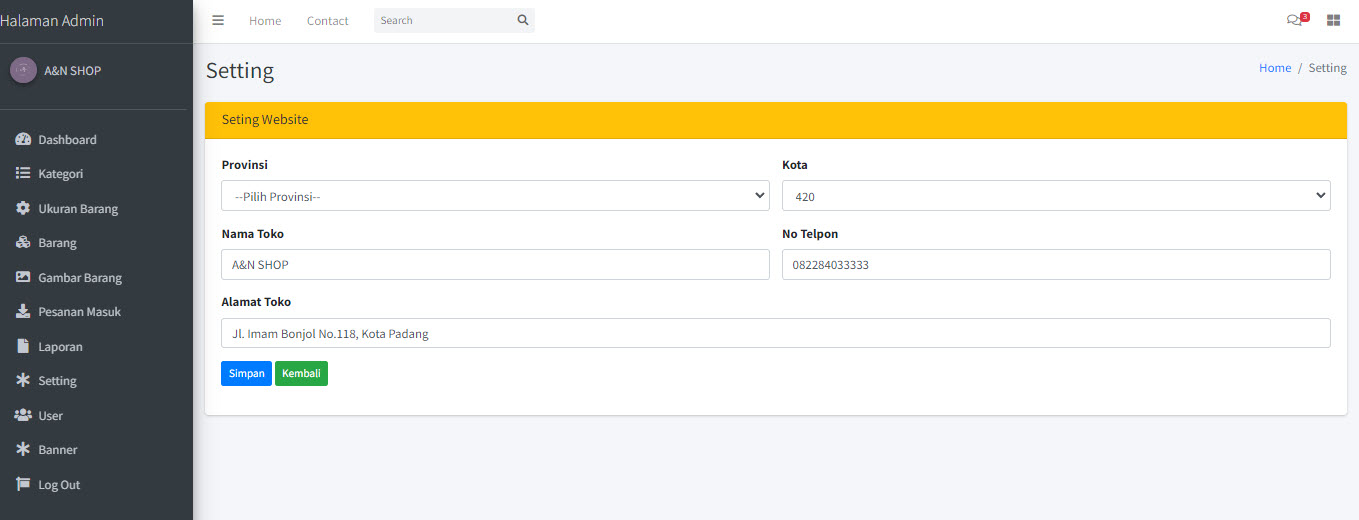 Halaman Admin
Home
Contact
Search
3
A&N SHOP
Setting
Home / Setting
Seting Website
Dashboard
Kategori
Ukuran Barang
Barang
Gambar Barang
Pesanan Masuk
Laporan
Setting
User
Banner
Log Out
Provinsi
Kota
--Pilih Provinsi--
420
Nama Toko
No Telpon
A&N SHOP
082284033333
Alamat Toko
Jl. Imam Bonjol No.118, Kota Padang
Simpan
Kembali